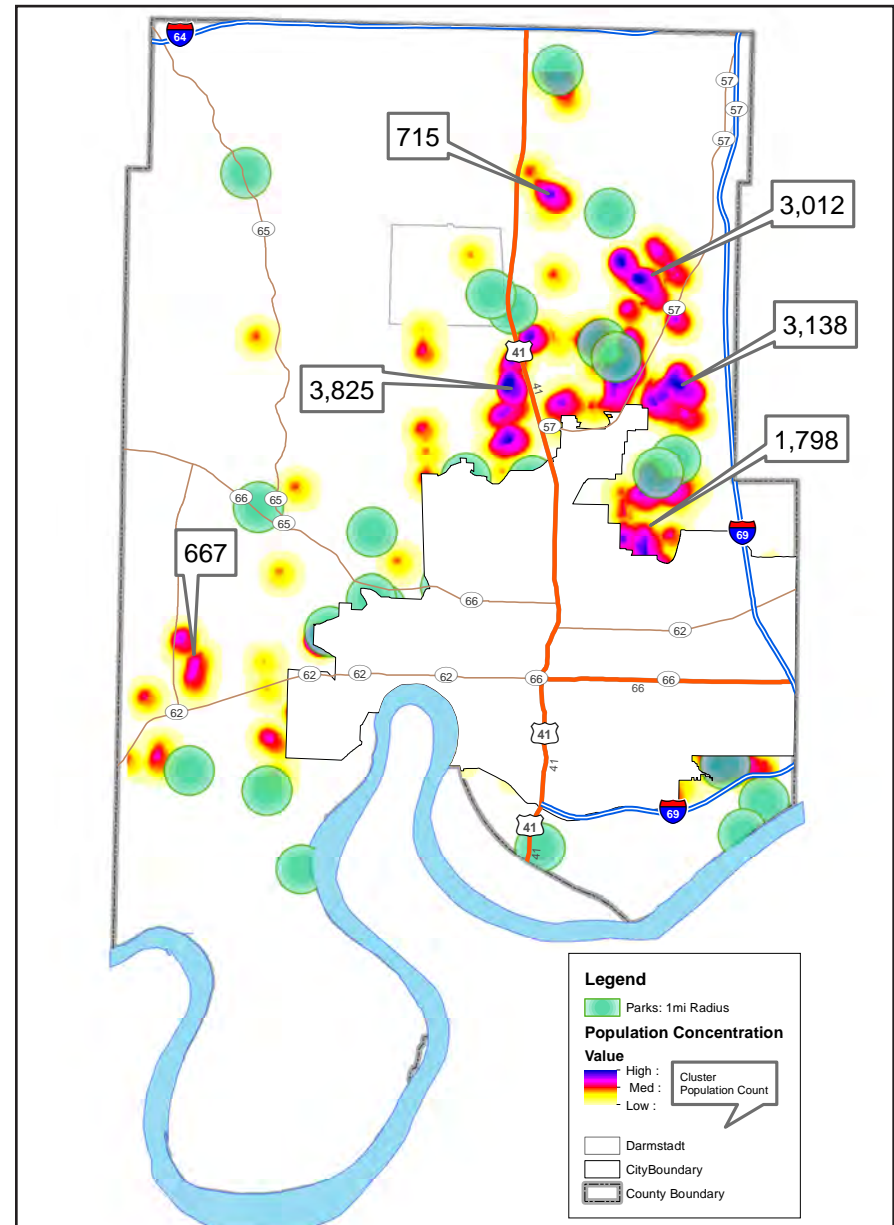 64
57
57
57
715
3,012
65
57
3,138
41
41
3,825
57
1,798
66
65
65
69
667
66
62
62
62
66
66
66
62
41
41
69
41
41
Legend
Parks: 1mi Radius
Population Concentration
Value
High :
Med :
Low :
Cluster
Population Count
Darmstadt
CityBoundary
County Boundary